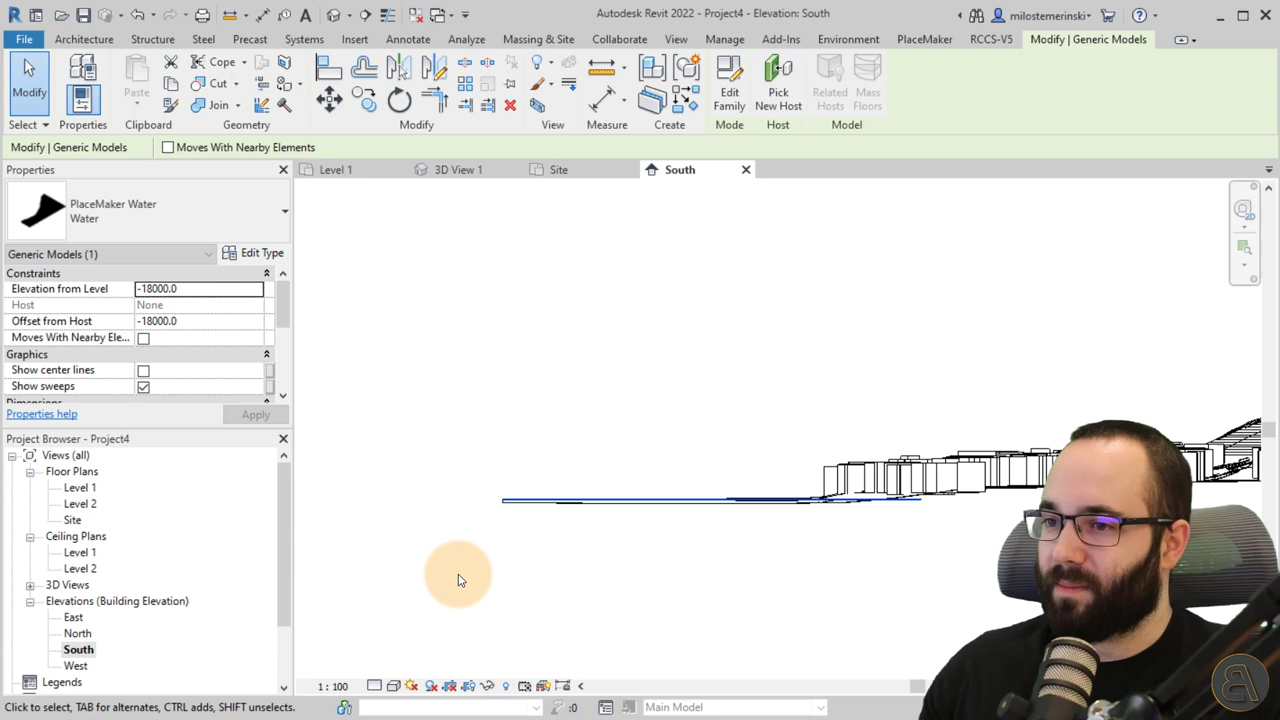 Autodesk Revit 2022 - Project4 - Elevation: South
milostemerinski
File Architecture Structure Steel Precast Systems Insert Annotate Analyze Massing & Site Collaborate View Manage Add-Ins Environment PlaceMaker RCCS-V5 Modify | Generic Models
Modify Paste Cope Cut Join Edit Family Pick New Host Related Hosts Mass Floors
Select Properties Clipboard Geometry Modify View Measure Create Mode Host Model
Modify | Generic Models Moves With Nearby Elements
Properties
Level 1 3D View 1 Site South
PlaceMaker Water
Water
Generic Models (1) Edit Type
Constraints
Elevation from Level -18000.0
Host None
Offset from Host -18000.0
Moves With Nearby Ele...
Graphics
Show center lines
Show sweeps
Properties help Apply
Project Browser - Project4
Views (all)
Floor Plans
Level 1
Level 2
Site
Ceiling Plans
Level 1
Level 2
3D Views
Elevations (Building Elevation)
East
North
South
West
Legends
1 : 100
Click to select, TAB for alternates, CTRL adds, SHIFT unselects. :0 Main Model